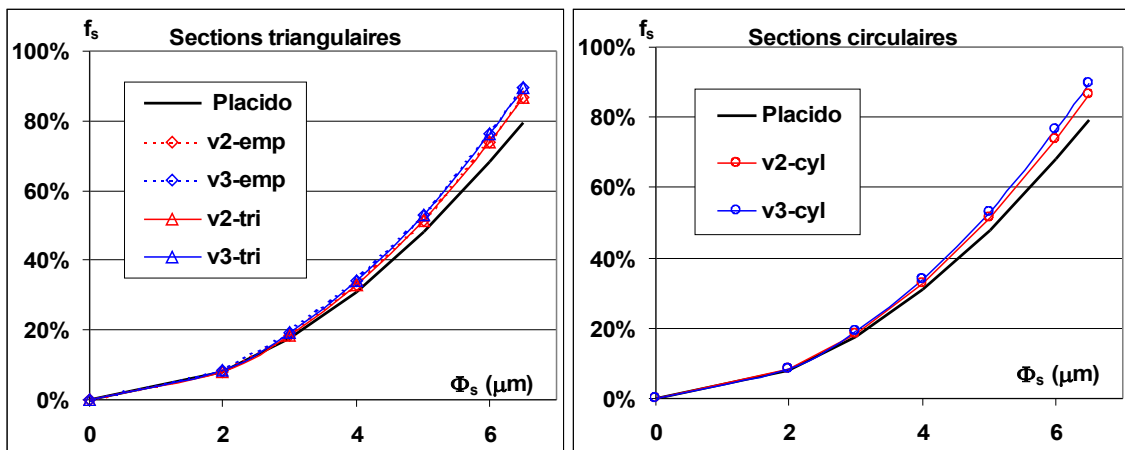 fs
Sections triangulaires
100%
80%
60%
40%
20%
0%
Placido
v2-emp
v3-emp
v2-tri
v3-tri
Φs (μm)
0 2 4 6
fs
Sections circulaires
100%
80%
60%
40%
20%
0%
Placido
v2-cyl
v3-cyl
Φs (μm)
0 2 4 6